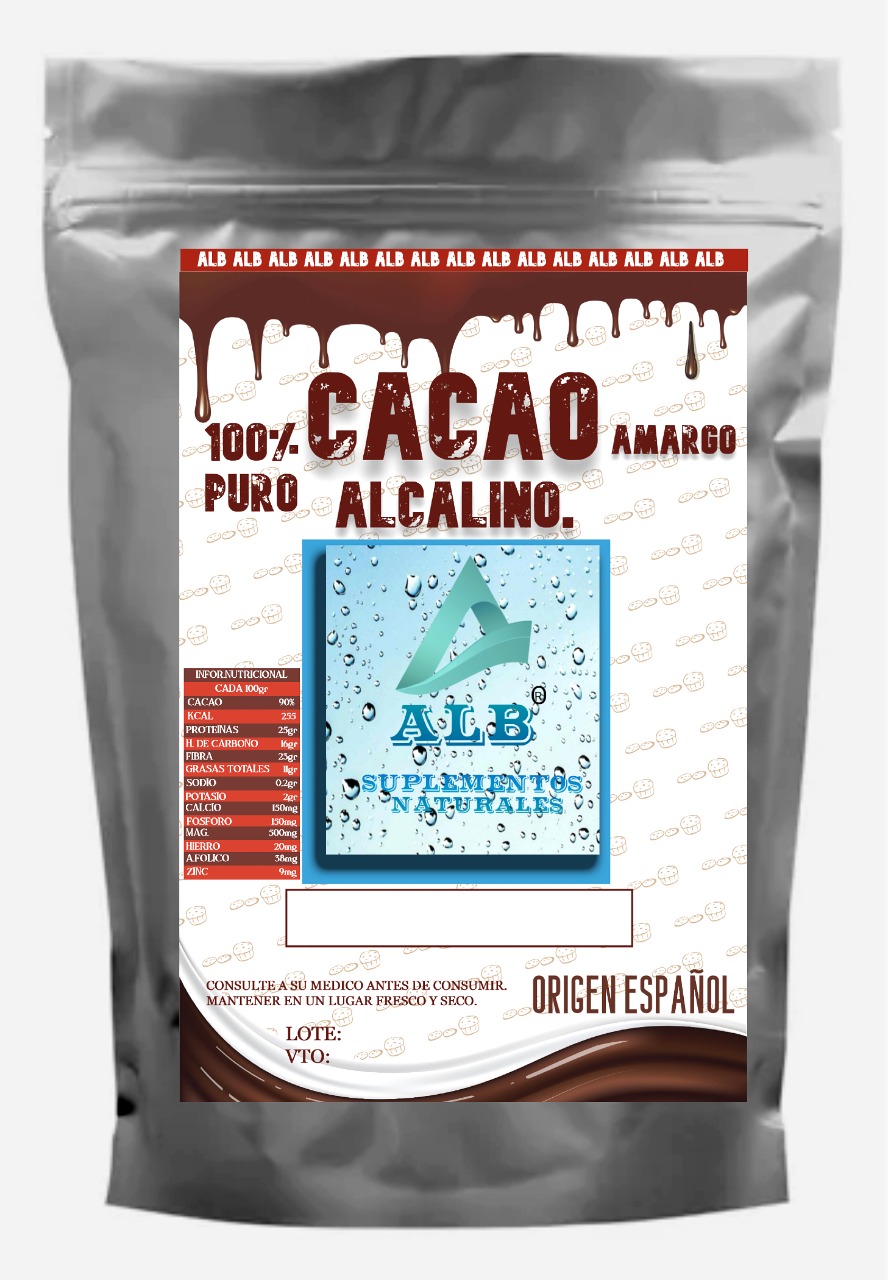 ALB ALB ALB ALB ALB ALB ALB ALB ALB ALB ALB ALB ALB ALB ALB
100% CACAO AMARGO
PURO
ALCALINO.
®
ALB
SUPLEMENTOS
NATURALES
INFOR.NUTRICIONAL
CADA 100gr
CACAO 90%
KCAL 255
PROTEINAS 25gr
H. DE CARBOÑO 16gr
FIBRA 25gr
GRASAS TOTALES 11gr
SODIO 0.2gr
POTASIO 2gr
CALCIO 150mg
FOSFORO 150mg
MAG. 500mg
HIERRO 20mg
A.FOLICO 38mg
ZINC 9mg
CONSULTE A SU MEDICO ANTES DE CONSUMIR.
MANTENER EN UN LUGAR FRESCO Y SECO.
ORIGEN ESPAÑOL
LOTE:
VTO: